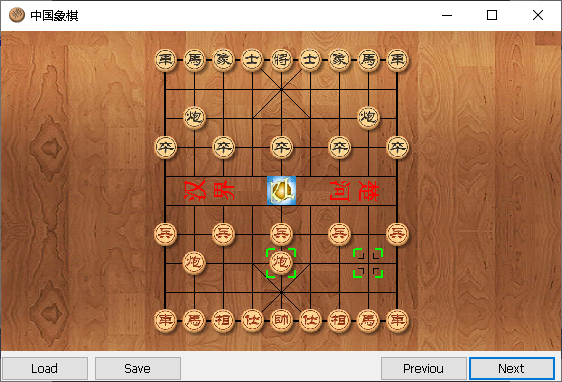 中国象棋
車 馬 象 士 将 士 象 馬 車
炮 炮
卒 卒 卒 卒 卒
汉界 河楚
兵 兵 兵 兵 兵
炮 炮
車 馬 相 仕 帥 仕 相 馬 車
Load Save Previou Next